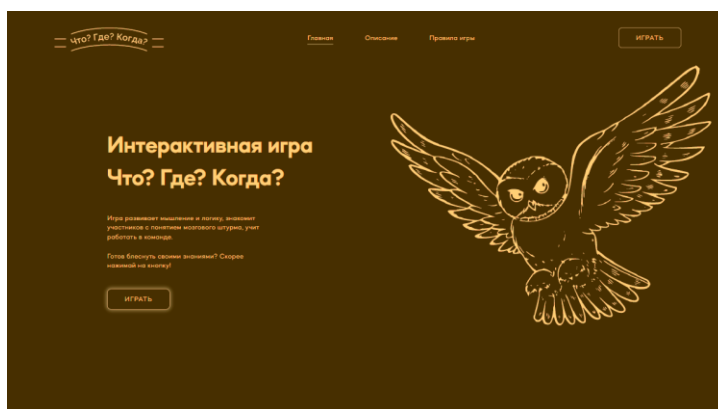 Что? Где? Когда?
Главная
Описание
Правила игры
ИГРАТЬ
Интерактивная игра
Что? Где? Когда?
Игра развивает мышление и логику, знакомит
участников с понятием мозгового штурма, учит
работать в команде.
Готов блеснуть своими знаниями? Скорее
нажимай на кнопку!
ИГРАТЬ